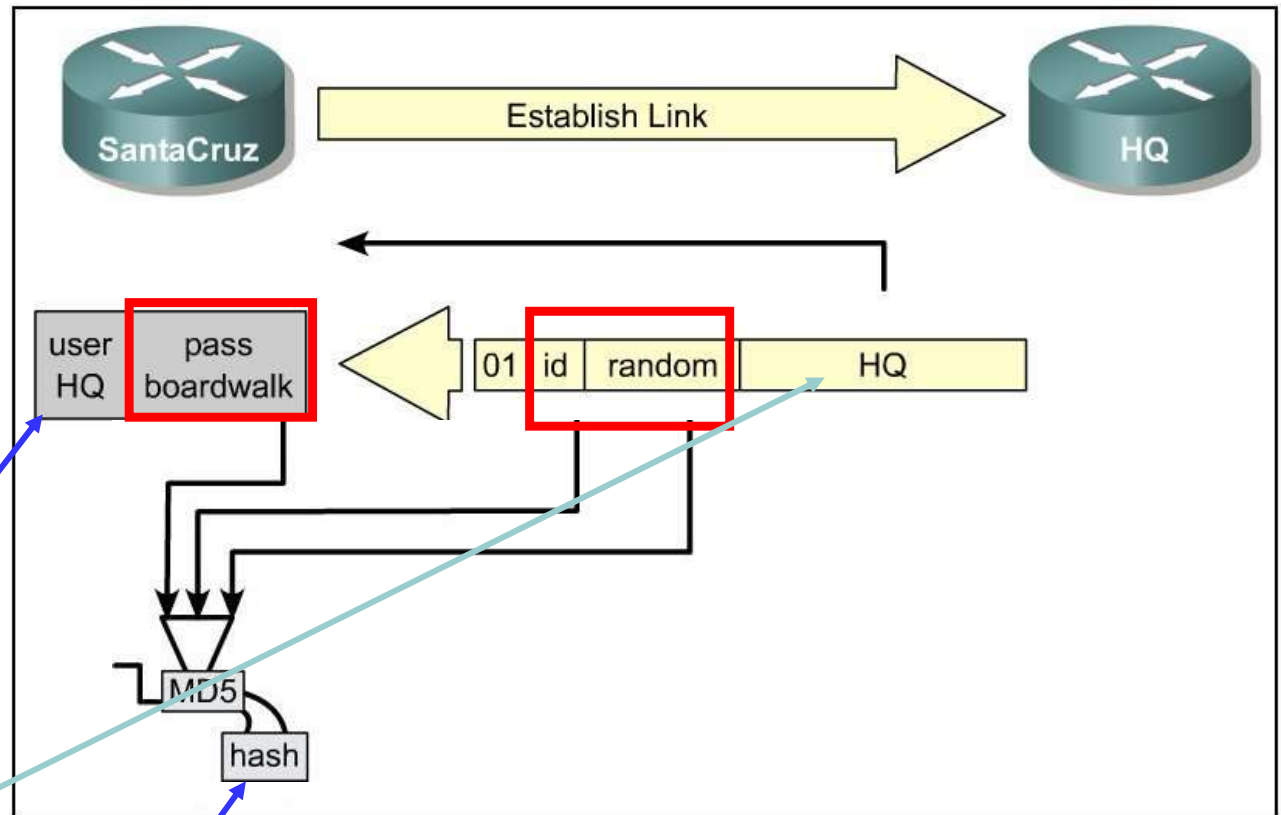 Establish Link
SantaCruz
HQ
user
HQ
pass
boardwalk
01 id random HQ
MD5
hash